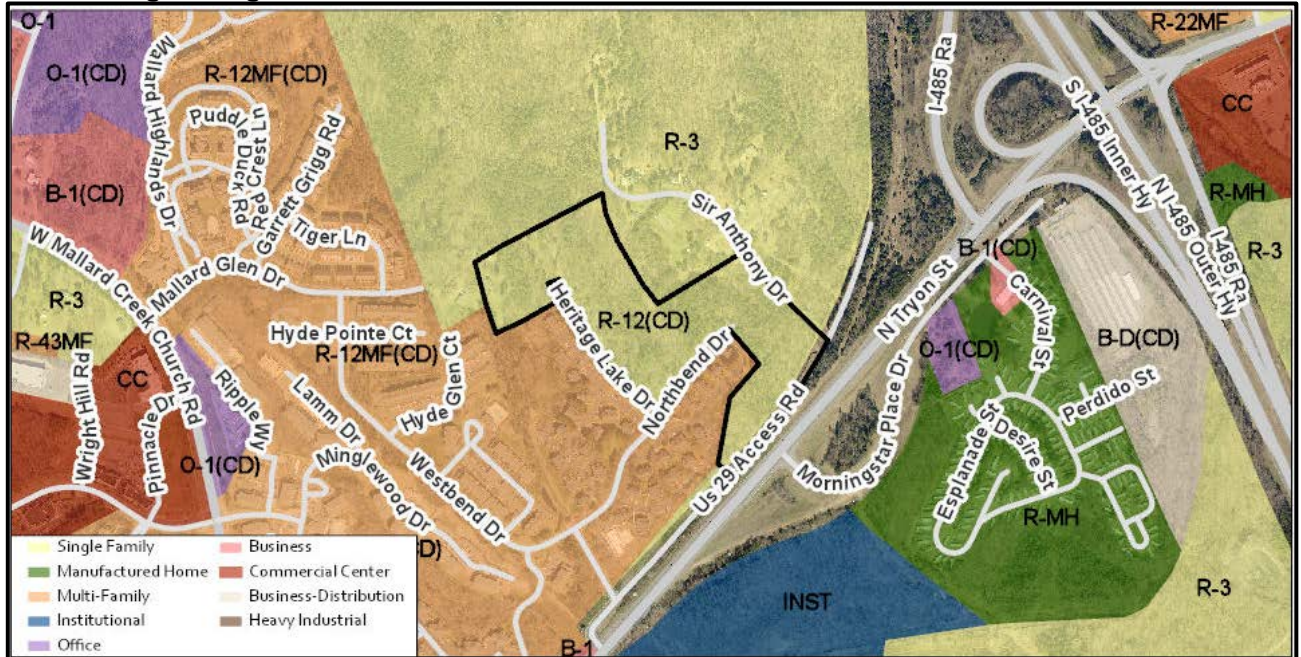 O-1
O-1(CD)
R-12MF(CD)
Mallard Highlands Dr
Puddle Duck Rd
Red Crest Ln
Garrett Grigg Rd
Tiger Ln
B-1(CD)
W Mallard Creek Church Rd
Mallard Glen Dr
R-3
R-43MF
Wright Hill Rd
CC
Pinnacle Dr
Ripple Wy
O-1(CD)
Hyde Pointe Ct
R-12MF(CD)
Hyde Glen Ct
Lamm Dr
Minglewood Dr
Westbend Dr
R-3
Sir Anthony Dr
R-12(CD)
Heritage Lake Dr
Northbend Dr
Us 29 Access Rd
N Tryon St
I-485 Ra
S I-485 Inner Hy
N I-485 Outer Hy
I-485 Ra
R-22MF
CC
R-MH
R-3
B-1(CD)
Carnival St
O-1(CD)
B-D(CD)
Perdido St
Esplanade St
Desire St
Morningstar Place Dr
R-MH
R-3
INST
B-1
Single Family
Business
Manufactured Home
Commercial Center
Multi-Family
Business-Distribution
Institutional
Heavy Industrial
Office